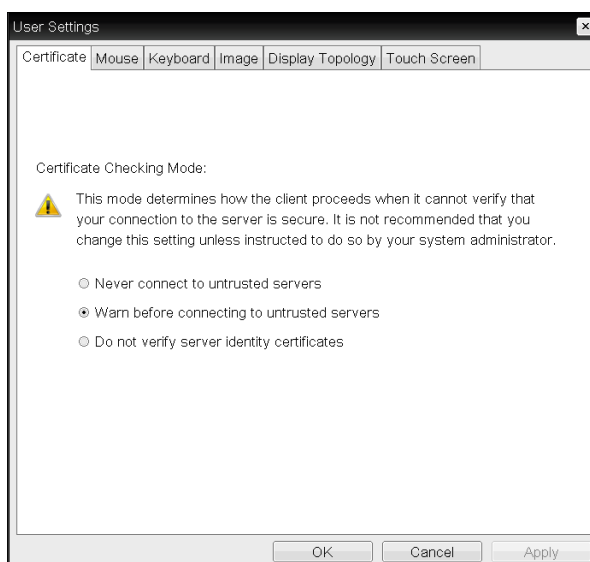 User Settings
Certificate Mouse Keyboard Image Display Topology Touch Screen
Certificate Checking Mode:
This mode determines how the client proceeds when it cannot verify that
your connection to the server is secure. It is not recommended that you
change this setting unless instructed to do so by your system administrator.
Never connect to untrusted servers
Warn before connecting to untrusted servers
Do not verify server identity certificates
OK Cancel Apply